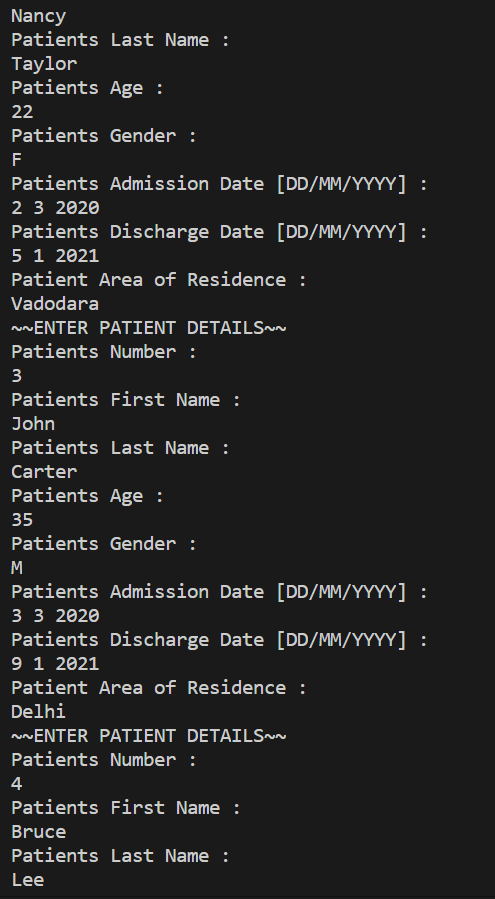 Nancy
Patients Last Name :
Taylor
Patients Age :
22
Patients Gender :
F
Patients Admission Date [DD/MM/YYYY] :
2 3 2020
Patients Discharge Date [DD/MM/YYYY] :
5 1 2021
Patient Area of Residence :
Vadodara
~~ENTER PATIENT DETAILS~~
Patients Number :
3
Patients First Name :
John
Patients Last Name :
Carter
Patients Age :
35
Patients Gender :
M
Patients Admission Date [DD/MM/YYYY] :
3 3 2020
Patients Discharge Date [DD/MM/YYYY] :
9 1 2021
Patient Area of Residence :
Delhi
~~ENTER PATIENT DETAILS~~
Patients Number :
4
Patients First Name :
Bruce
Patients Last Name :
Lee